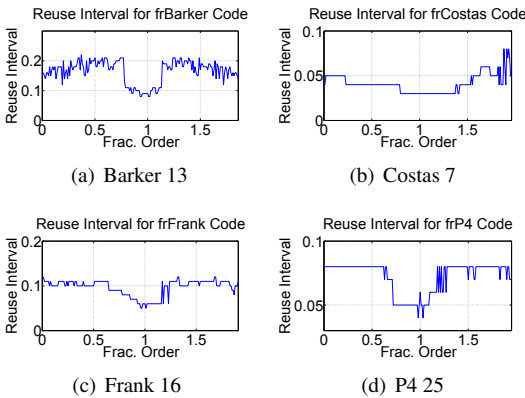 Reuse Interval for frBarker Code
Reuse Interval
0.2
0.1
0
0 0.5 1 1.5
Frac. Order
(a) Barker 13
Reuse Interval for frCostas Code
Reuse Interval
0.1
0.05
0
0 0.5 1 1.5
Frac. Order
(b) Costas 7
Reuse Interval for frFrank Code
Reuse Interval
0.2
0.1
0
0 0.5 1 1.5
Frac. Order
(c) Frank 16
Reuse Interval for frP4 Code
Reuse Interval
0.1
0.05
0 0.5 1 1.5
Frac. Order
(d) P4 25